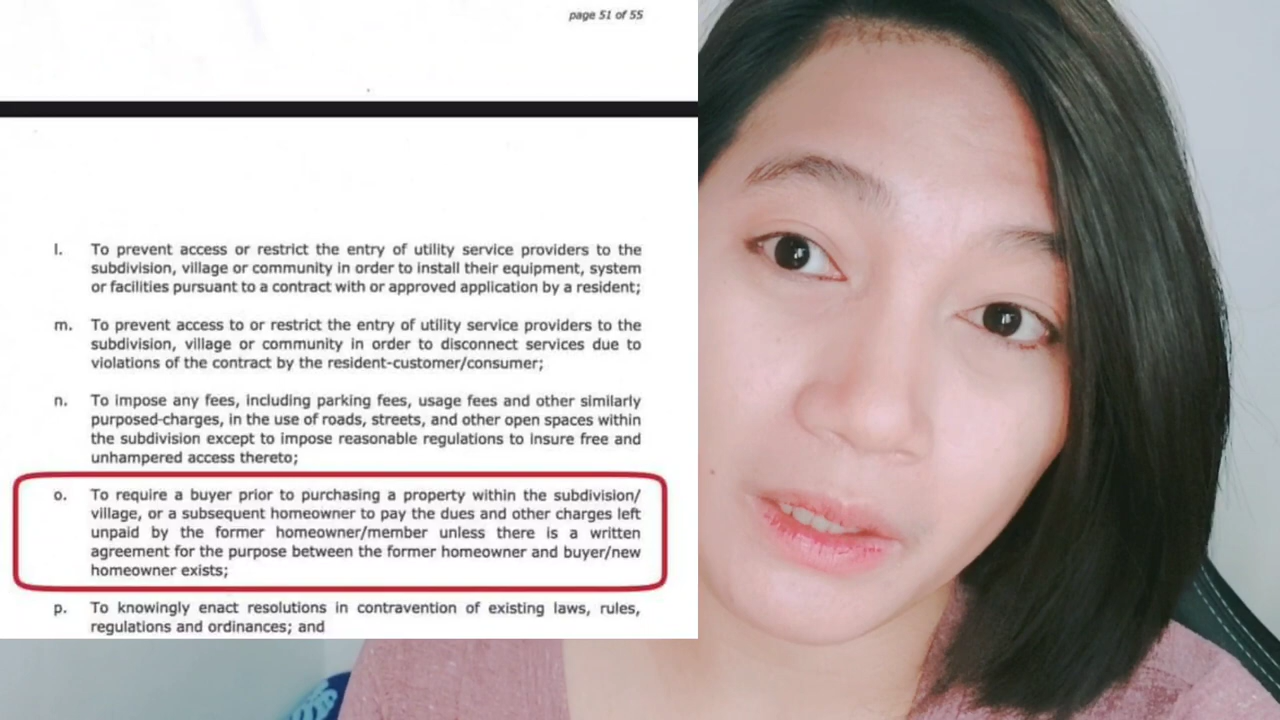 page 51 of 55
l. To prevent access or restrict the entry of utility service providers to the
subdivision, village or community in order to install their equipment, system
or facilities pursuant to a contract with or approved application by a resident;
m. To prevent access to or restrict the entry of utility service providers to the
subdivision, village or community in order to disconnect services due to
violations of the contract by the resident-customer/consumer;
n. To impose any fees, including parking fees, usage fees and other similarly
purposed-charges, in the use of roads, streets, and other open spaces within
the subdivision except to impose reasonable regulations to insure free and
unhampered access thereto;
o. To require a buyer prior to purchasing a property within the subdivision/
village, or a subsequent homeowner to pay the dues and other charges left
unpaid by the former homeowner/member unless there is a written
agreement for the purpose between the former homeowner and buyer/new
homeowner exists;
p. To knowingly enact resolutions in contravention of existing laws, rules,
regulations and ordinances; and